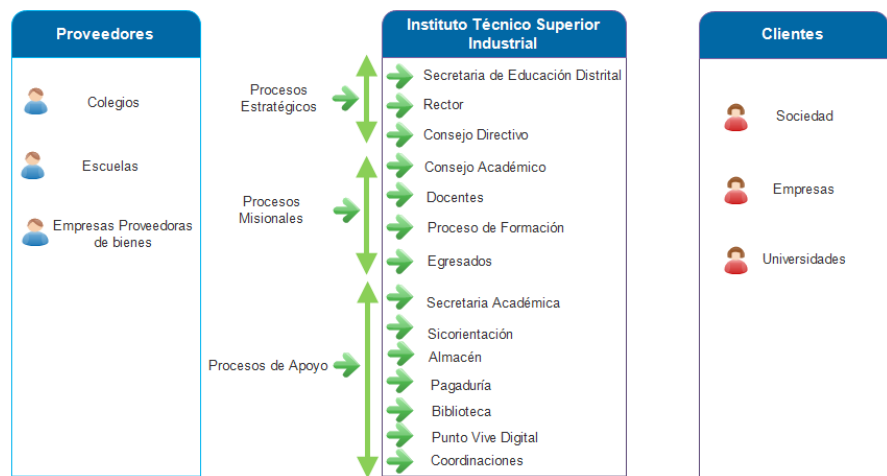 Proveedores
Colegios
Escuelas
Empresas Proveedoras
de bienes
Procesos
Estratégicos
Procesos
Misionales
Procesos de Apoyo
Instituto Técnico Superior
Industrial
Secretaria de Educación Distrital
Rector
Consejo Directivo
Consejo Académico
Docentes
Proceso de Formación
Egresados
Secretaria Académica
Sicorientación
Almacén
Pagaduría
Biblioteca
Punto Vive Digital
Coordinaciones
Clientes
Sociedad
Empresas
Universidades